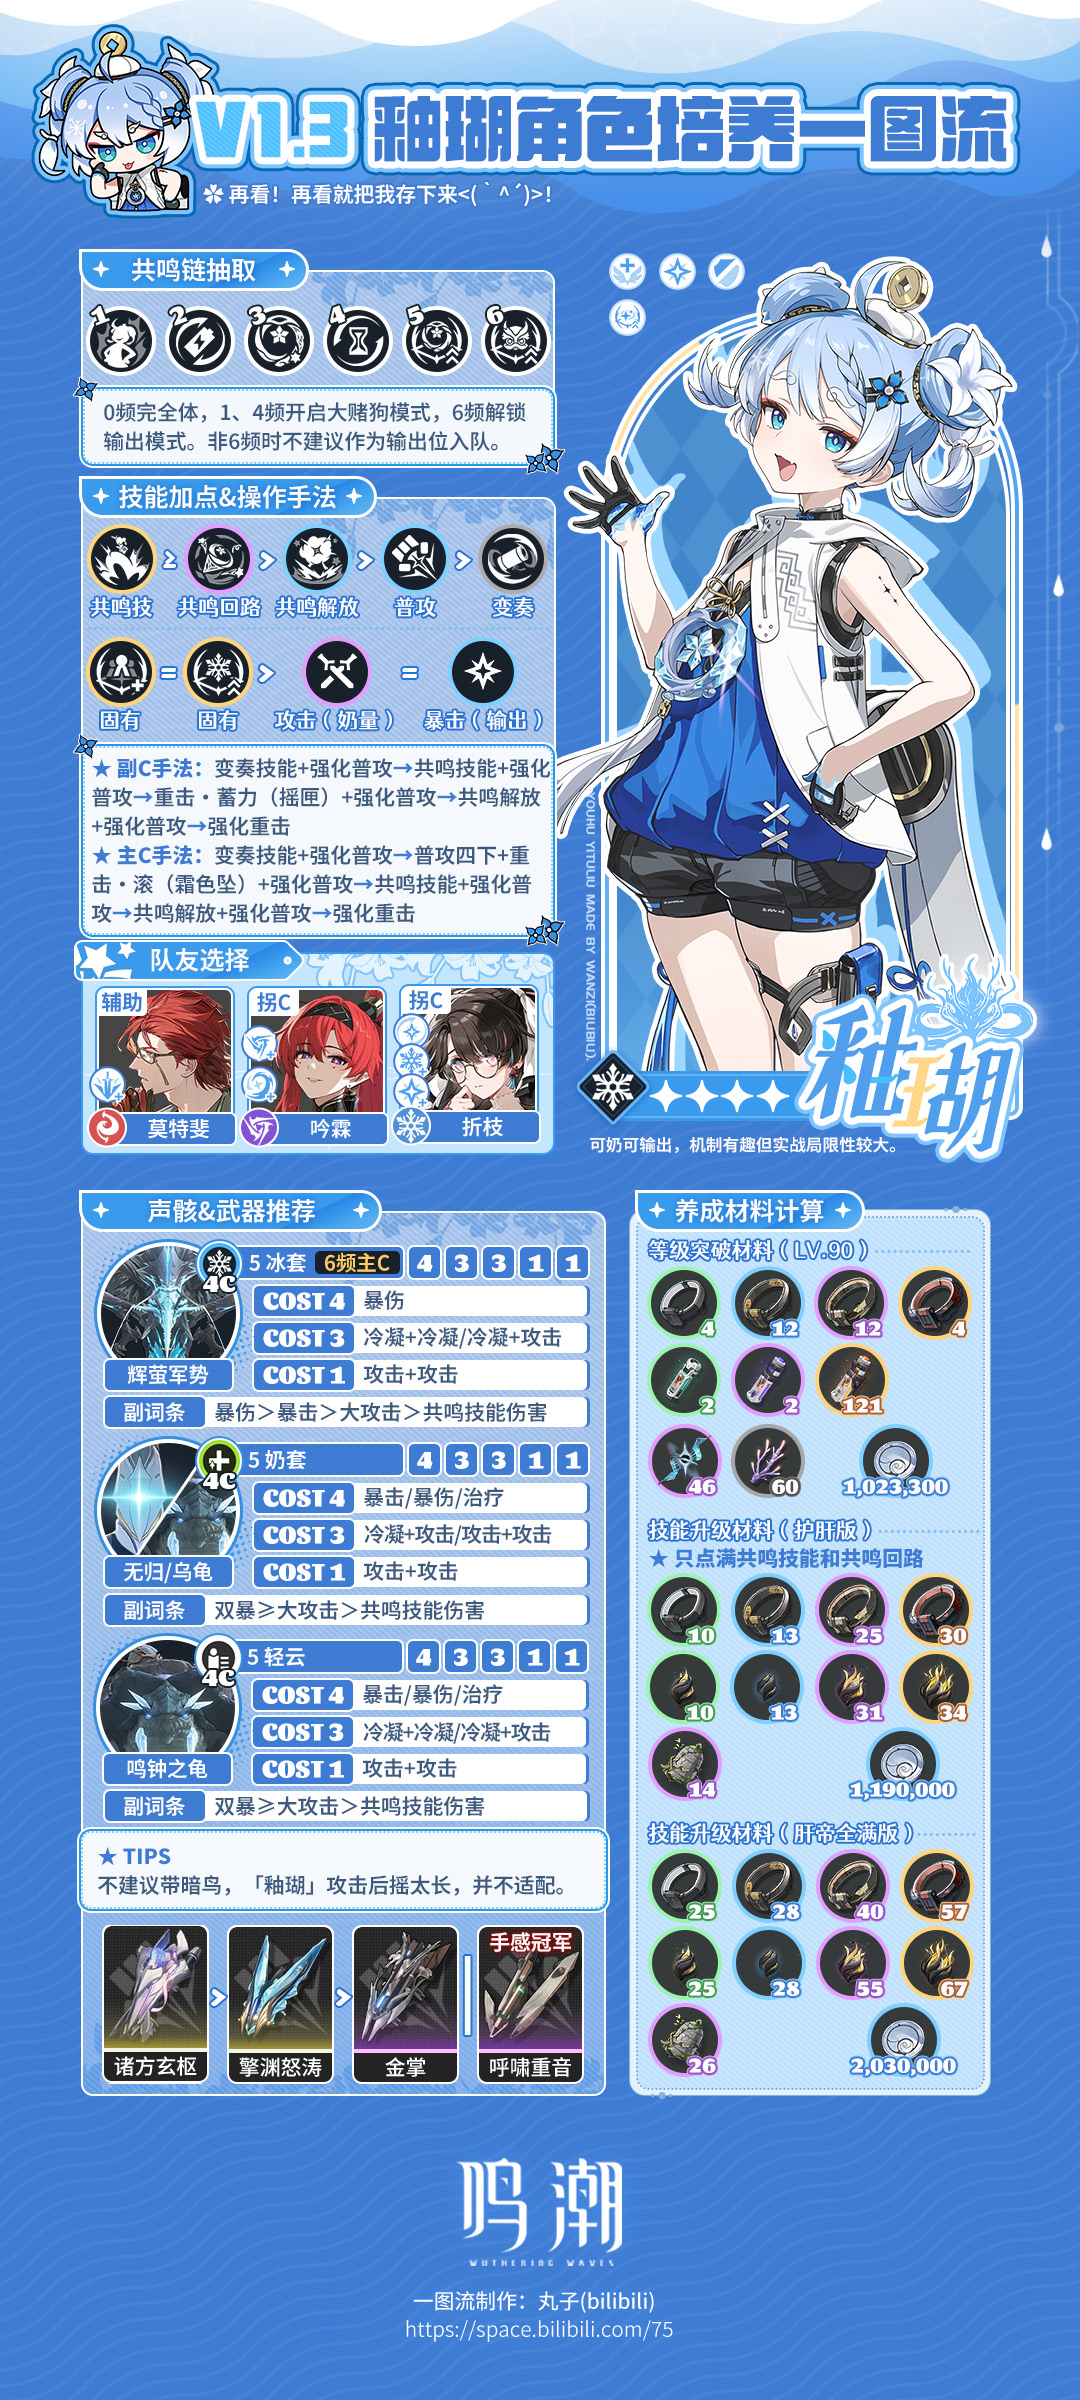 V1.3 釉瑚角色培养一图流
再看！再看就把我存下来<(｀^´)>!
共鸣链抽取
1 2 3 4 5 6
0频完全体，1、4频开启大赌狗模式，6频解锁
输出模式。非6频时不建议作为输出位入队。
技能加点&操作手法
≥ > > >
共鸣技 共鸣回路 共鸣解放 普攻 变奏
= > =
固有 固有 攻击（奶量） 暴击（输出）
★ 副C手法：变奏技能+强化普攻→共鸣技能+强化
普攻→重击·蓄力（摇匣）+强化普攻→共鸣解放
+强化普攻→强化重击
★ 主C手法：变奏技能+强化普攻→普攻四下+重
击·滚（霜色坠）+强化普攻→共鸣技能+强化普
攻→共鸣解放+强化普攻→强化重击
队友选择
辅助 拐C 拐C
莫特斐 吟霖 折枝
YOUHU YITULIU MADE BY WANZI(BILIBILI).
釉瑚
可奶可输出，机制有趣但实战局限性较大。
声骸&武器推荐
4C
辉萤军势
5 冰套 6频主C 4 3 3 1 1
COST 4 暴伤
COST 3 冷凝+冷凝/冷凝+攻击
COST 1 攻击+攻击
副词条 暴伤＞暴击＞大攻击＞共鸣技能伤害
4C
无归/乌龟
5 奶套 4 3 3 1 1
COST 4 暴击/暴伤/治疗
COST 3 冷凝+攻击/攻击+攻击
COST 1 攻击+攻击
副词条 双暴≥大攻击＞共鸣技能伤害
4C
鸣钟之龟
5 轻云 4 3 3 1 1
COST 4 暴击/暴伤/治疗
COST 3 冷凝+冷凝/冷凝+攻击
COST 1 攻击+攻击
副词条 双暴≥大攻击＞共鸣技能伤害
★ TIPS
不建议带暗鸟，「釉瑚」攻击后摇太长，并不适配。
手感冠军
诸方玄枢 > 擎渊怒涛 > 金掌 呼啸重音
养成材料计算
等级突破材料（LV.90）
4 12 12 4
2 2 121
46 60 1,023,300
技能升级材料（护肝版）
★ 只点满共鸣技能和共鸣回路
10 13 25 30
10 13 31 34
14 1,190,000
技能升级材料（肝帝全满版）
25 28 40 57
25 28 55 67
26 2,030,000
鸣潮
WUTHERING WAVES
一图流制作：丸子(bilibili)
https://space.bilibili.com/75